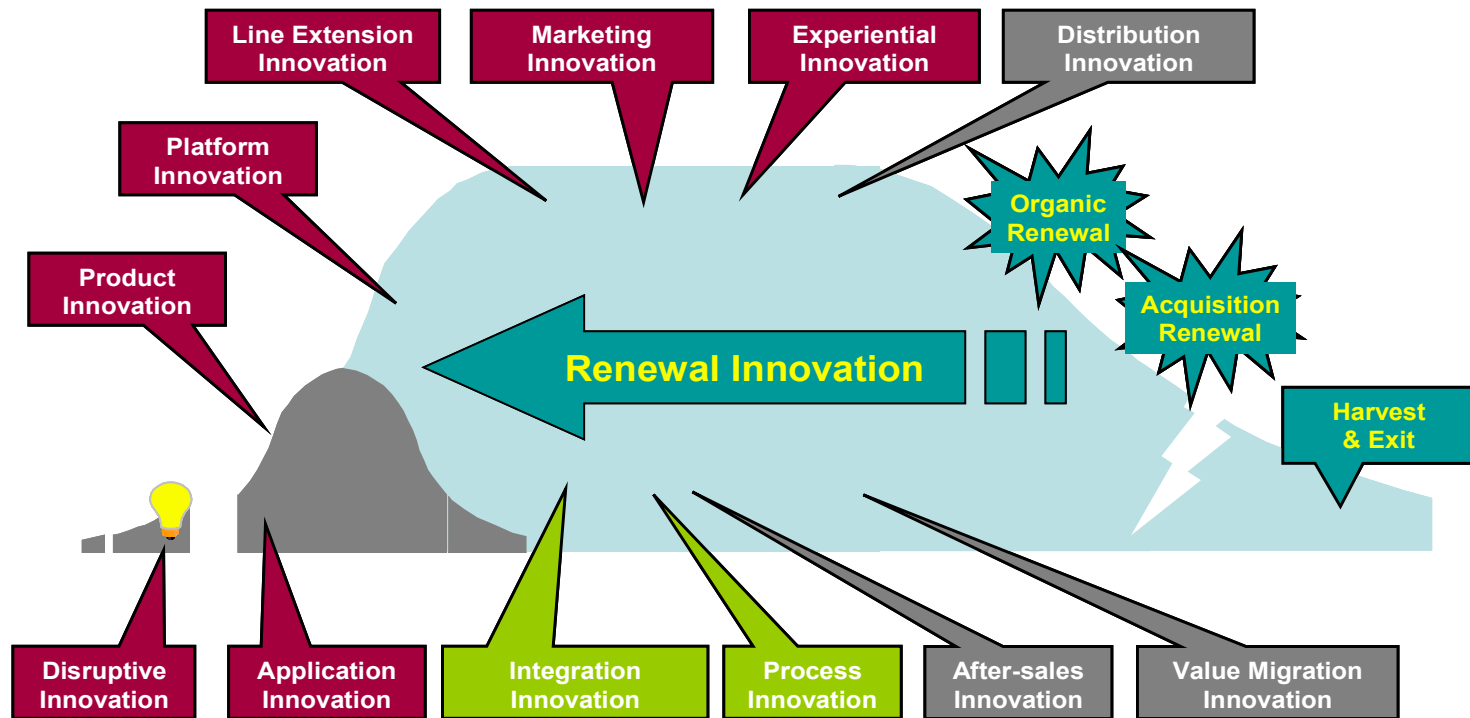 Line Extension
Innovation
Marketing
Innovation
Experiential
Innovation
Distribution
Innovation
Platform
Innovation
Organic
Renewal
Product
Innovation
Acquisition
Renewal
Renewal Innovation
Harvest
& Exit
Disruptive
Innovation
Application
Innovation
Integration
Innovation
Process
Innovation
After-sales
Innovation
Value Migration
Innovation